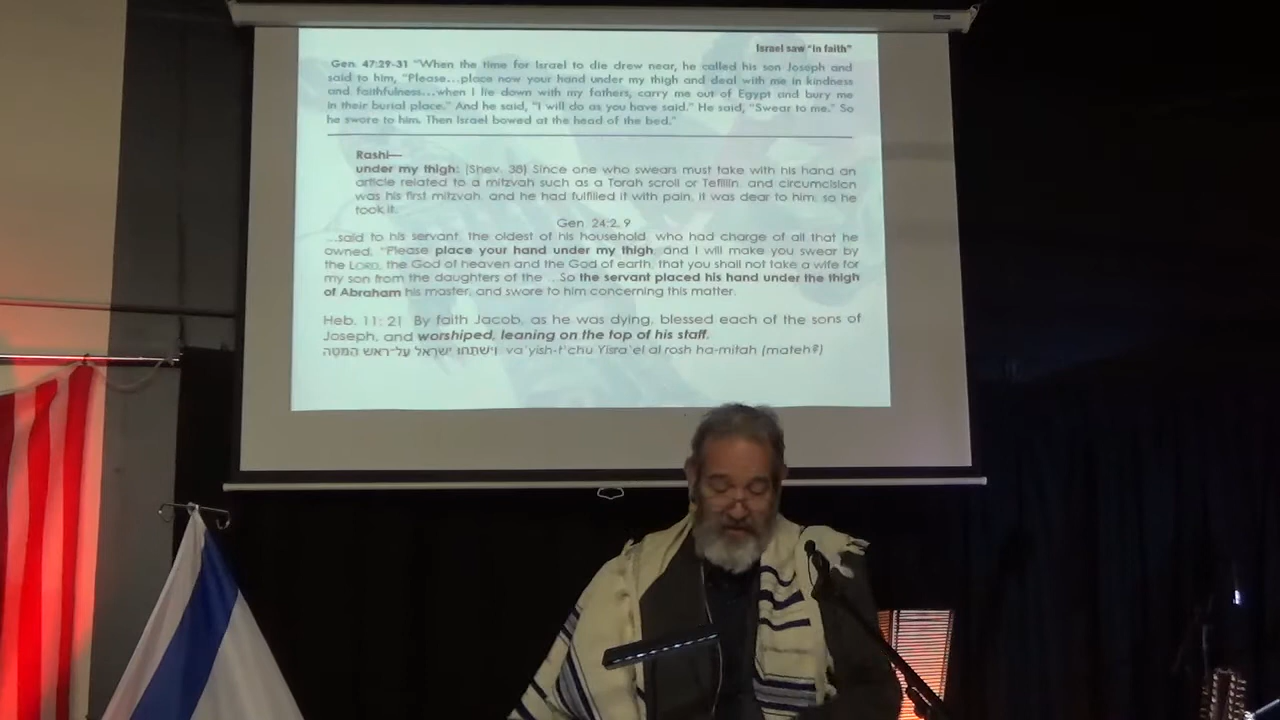 Israel saw "in faith"
Gen. 47:29-31 "When the time for Israel to die drew near, he called his son Joseph and
said to him, "Please...place now your hand under my thigh and deal with me in kindness
and faithfulness...when I lie down with my fathers, carry me out of Egypt and bury me
in their burial place." And he said, "I will do as you have said." He said, "Swear to me." So
he swore to him. Then Israel bowed at the head of the bed."
Rashi—
under my thigh: (Shev. 38) Since one who swears must take with his hand an
article related to a mitzvah such as a Torah scroll or Tefillin, and circumcision
was his first mitzvah, and he had fulfilled it with pain, it was dear to him, so he
took it.
Gen. 24:2, 9
...said to his servant, the oldest of his household, who had charge of all that he
owned, "Please place your hand under my thigh, and I will make you swear by
the LORD, the God of heaven and the God of earth, that you shall not take a wife for
my son from the daughters of the ...So the servant placed his hand under the thigh
of Abraham his master, and swore to him concerning this matter.
Heb. 11: 21 By faith Jacob, as he was dying, blessed each of the sons of
Joseph, and worshiped, leaning on the top of his staff.
וישתחו ישראל על־ראש המטה va'yish-t'chu Yisra'el al rosh ha-mitah (mateh?)